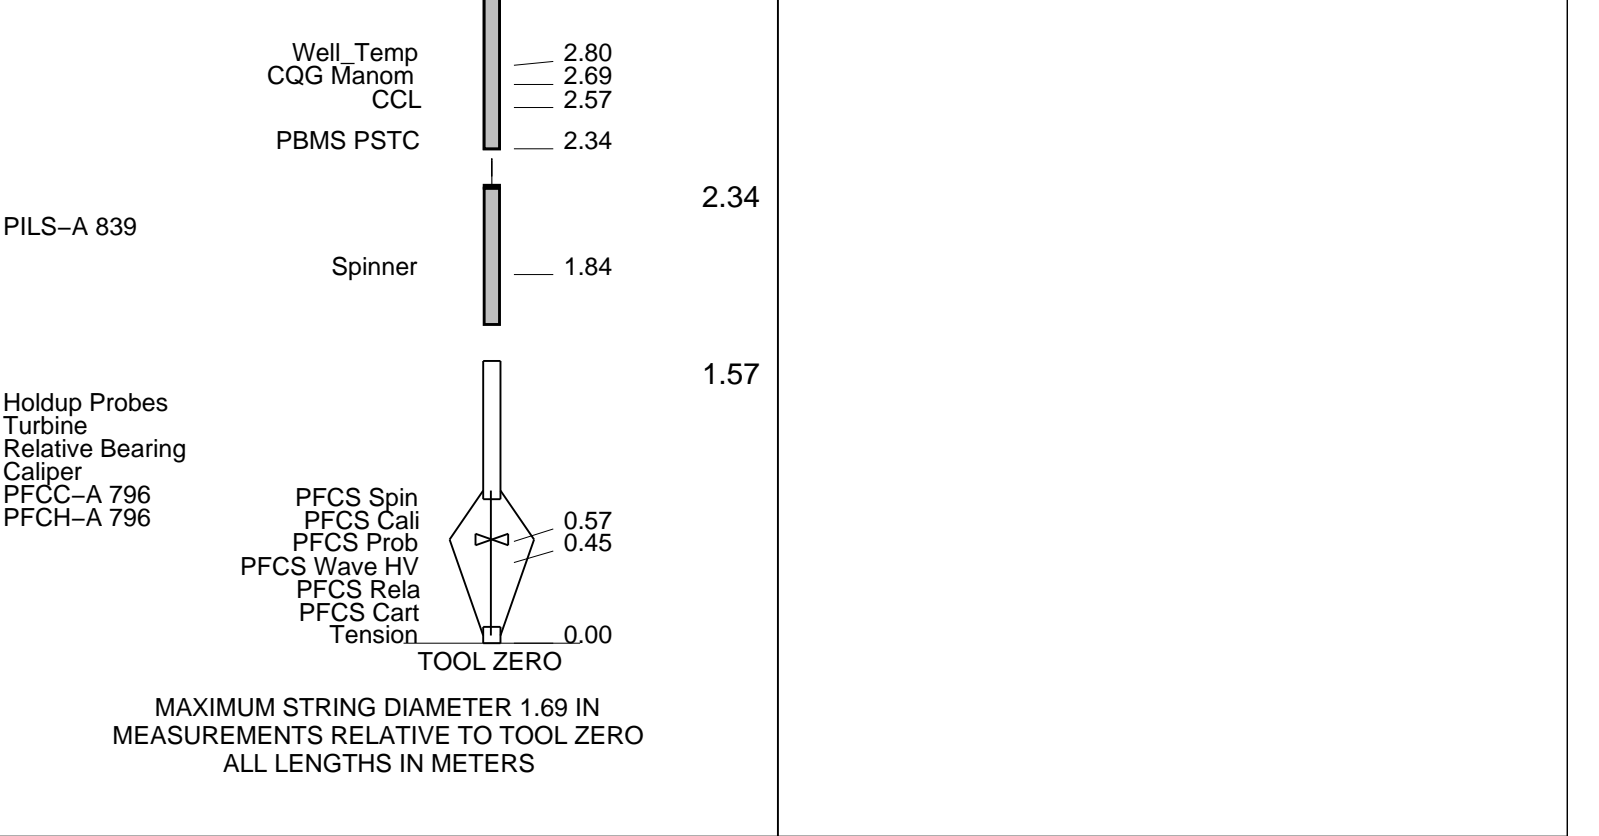 Well_Temp 2.80
CQG Manom 2.69
CCL 2.57
PBMS PSTC 2.34
2.34
PILS−A 839
Spinner 1.84
1.57
Holdup Probes
Turbine
Relative Bearing
Caliper
PFCC−A 796
PFCH−A 796
PFCS Spin
PFCS Cali 0.57
PFCS Prob 0.45
PFCS Wave HV
PFCS Rela
PFCS Cart
Tension 0.00
TOOL ZERO
MAXIMUM STRING DIAMETER 1.69 IN
MEASUREMENTS RELATIVE TO TOOL ZERO
ALL LENGTHS IN METERS